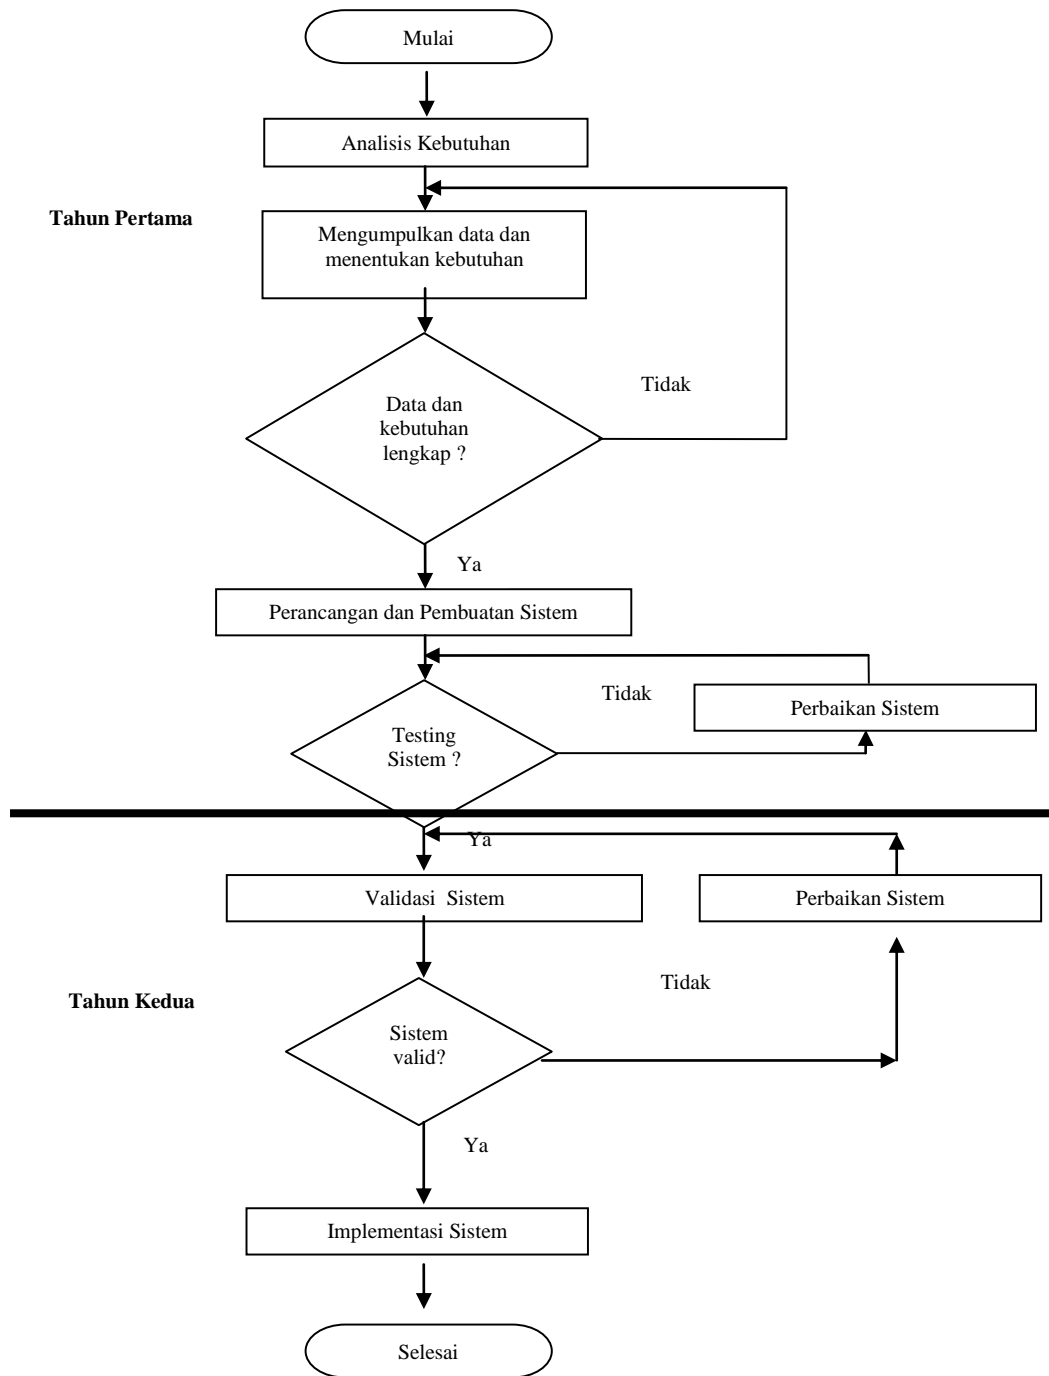 Mulai
Analisis Kebutuhan
Tahun Pertama
Mengumpulkan data dan
menentukan kebutuhan
Tidak
Data dan
kebutuhan
lengkap ?
Ya
Perancangan dan Pembuatan Sistem
Tidak
Perbaikan Sistem
Testing
Sistem ?
Ya
Validasi Sistem
Perbaikan Sistem
Tidak
Tahun Kedua
Sistem
valid?
Ya
Implementasi Sistem
Selesai